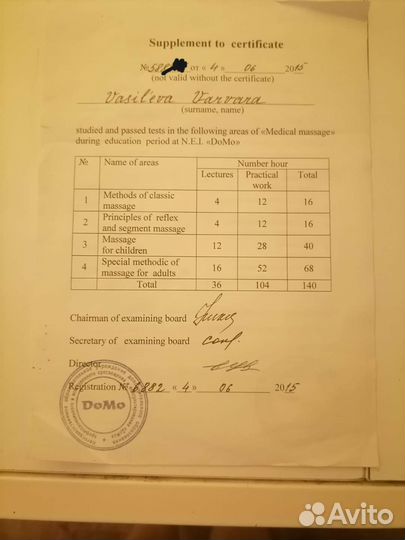 Supplement to certificate
№ 5882 от « 4 » 06 2015
(not valid without the certificate)
Vasileva Varvara
(surname, name)
studied and passed tests in the following areas of «Medical massage»
during education period at N.E.I. «DoMo»
№ Name of areas Number hour
Lectures Practical work Total
1 Methods of classic massage 4 12 16
2 Principles of reflex and segment massage 4 12 16
3 Massage for children 12 28 40
4 Special methodic of massage for adults 16 52 68
Total 36 104 140
Chairman of examining board
Secretary of examining board
Director
Registration № 5882 « 4 » 06 2015
DoMo
Avito